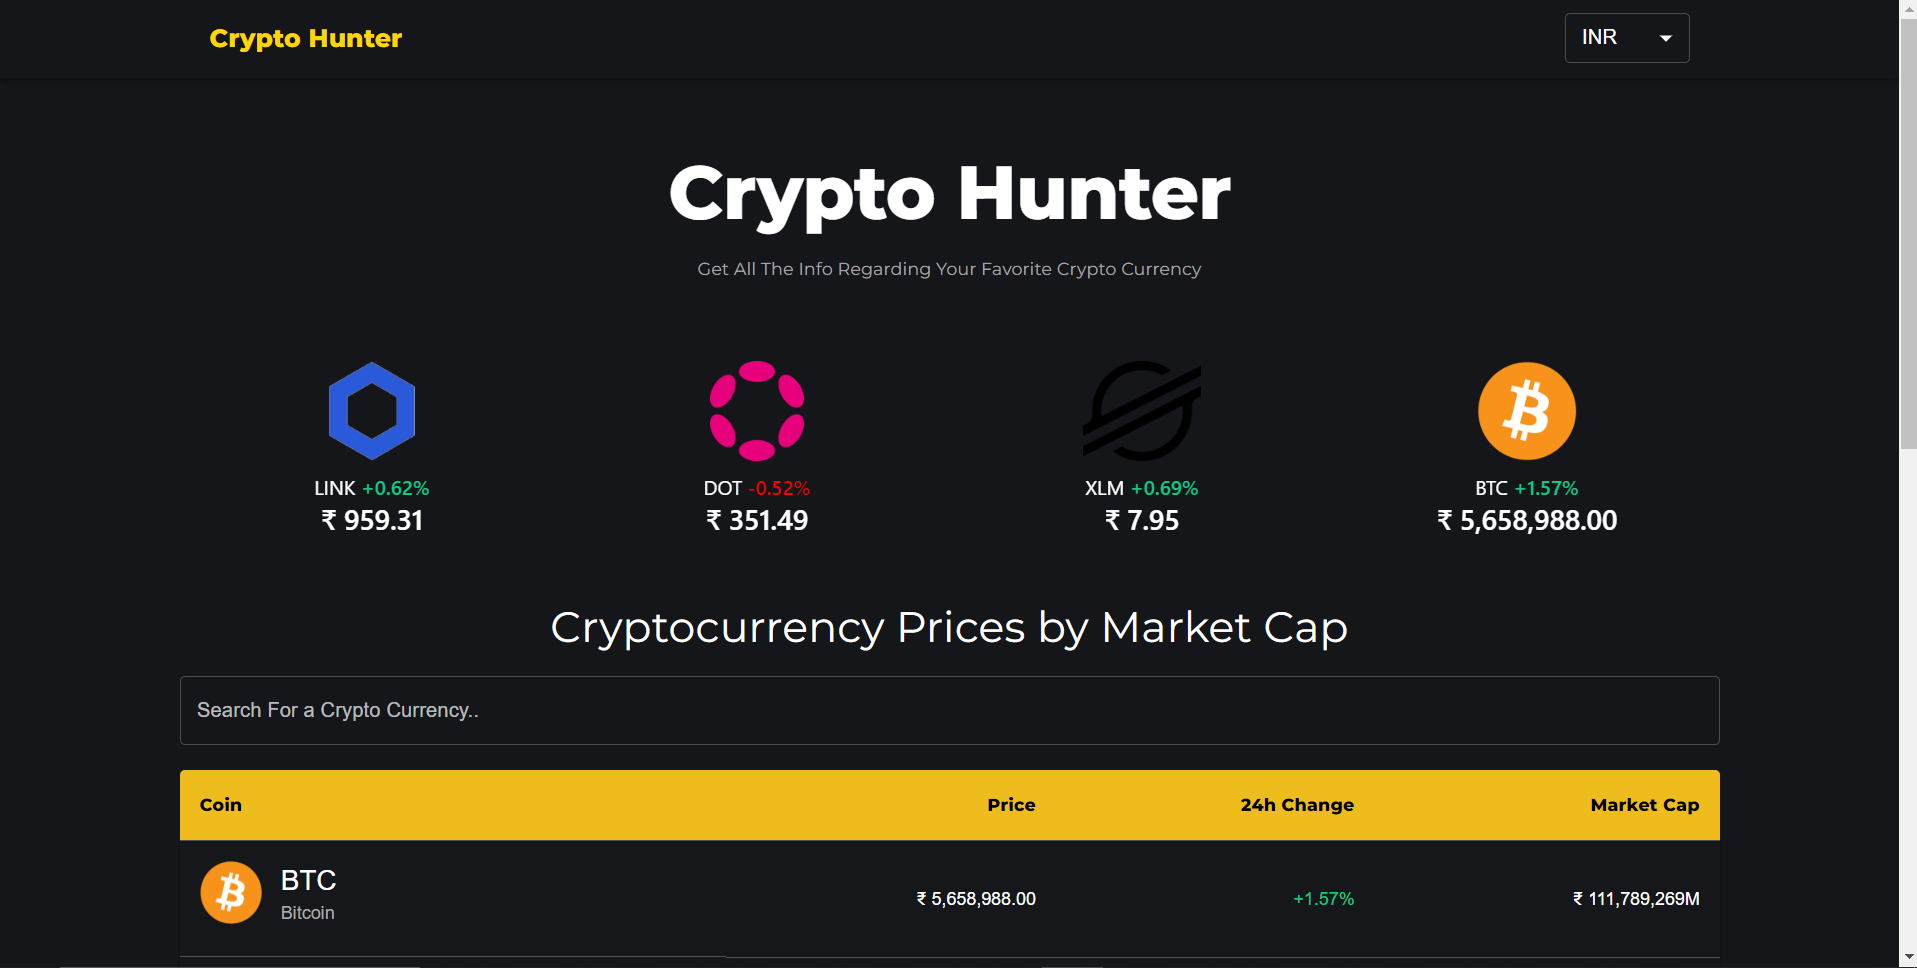 Crypto Hunter
INR
Crypto Hunter
Get All The Info Regarding Your Favorite Crypto Currency
LINK +0.62%
₹ 959.31
DOT -0.52%
₹ 351.49
XLM +0.69%
₹ 7.95
BTC +1.57%
₹ 5,658,988.00
Cryptocurrency Prices by Market Cap
Search For a Crypto Currency..
Coin Price 24h Change Market Cap
BTC
Bitcoin
₹ 5,658,988.00 +1.57% ₹ 111,789,269M